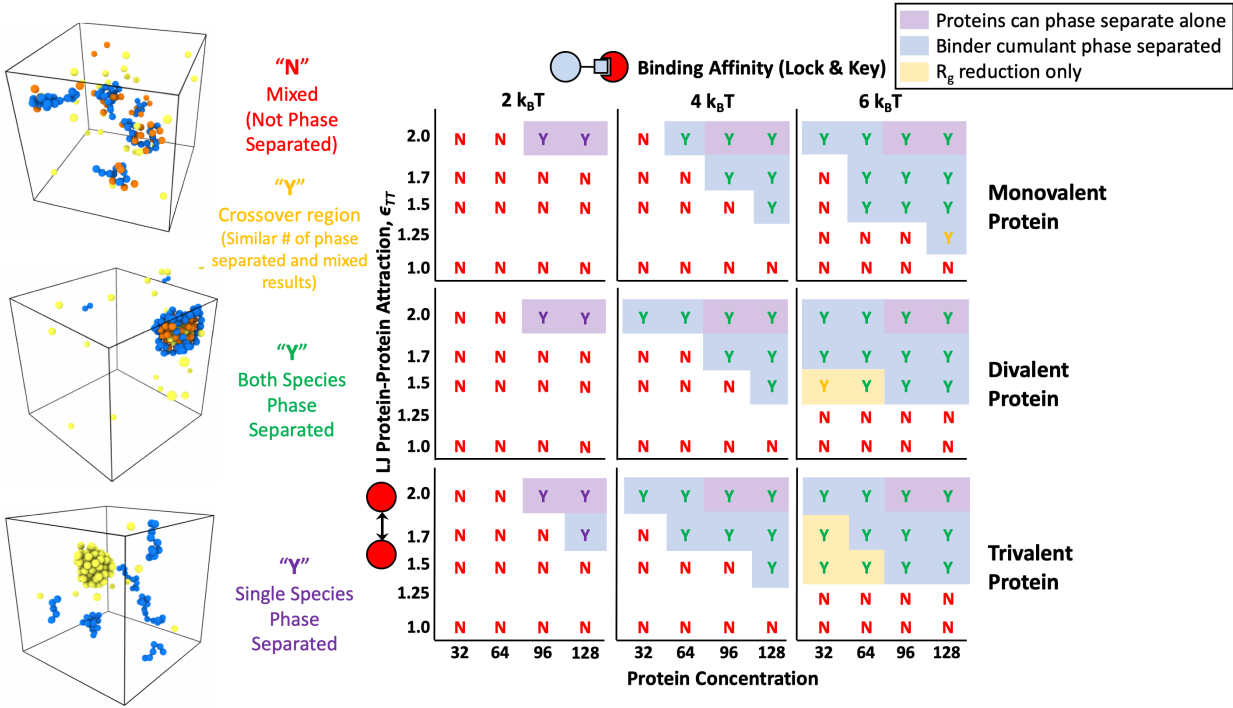 Proteins can phase separate alone
Binder cumulant phase separated
Rg reduction only
Binding Affinity (Lock & Key)
2 kBT 4 kBT 6 kBT
"N"
Mixed
(Not Phase
Separated)
"Y"
Crossover region
(Similar # of phase
separated and mixed
results)
"Y"
Both Species
Phase
Separated
"Y"
Single Species
Phase
Separated
LJ Protein-Protein Attraction, ϵTT
2.0 N N Y Y N Y Y Y Y Y Y Y
1.7 N N N N N N Y Y N Y Y Y
1.5 N N N N N N N Y N Y Y Y
1.25 N N N Y
1.0 N N N N N N N N N N N N
Monovalent
Protein
2.0 N N Y Y Y Y Y Y Y Y Y Y
1.7 N N N N N N Y Y Y Y Y Y
1.5 N N N N N N N Y Y Y Y Y
1.25 N N N N
1.0 N N N N N N N N N N N N
Divalent
Protein
2.0 N N Y Y Y Y Y Y Y Y Y Y
1.7 N N N Y N Y Y Y Y Y Y Y
1.5 N N N N N N N Y Y Y Y Y
1.25 N N N N
1.0 N N N N N N N N N N N N
Trivalent
Protein
32 64 96 128 32 64 96 128 32 64 96 128
Protein Concentration